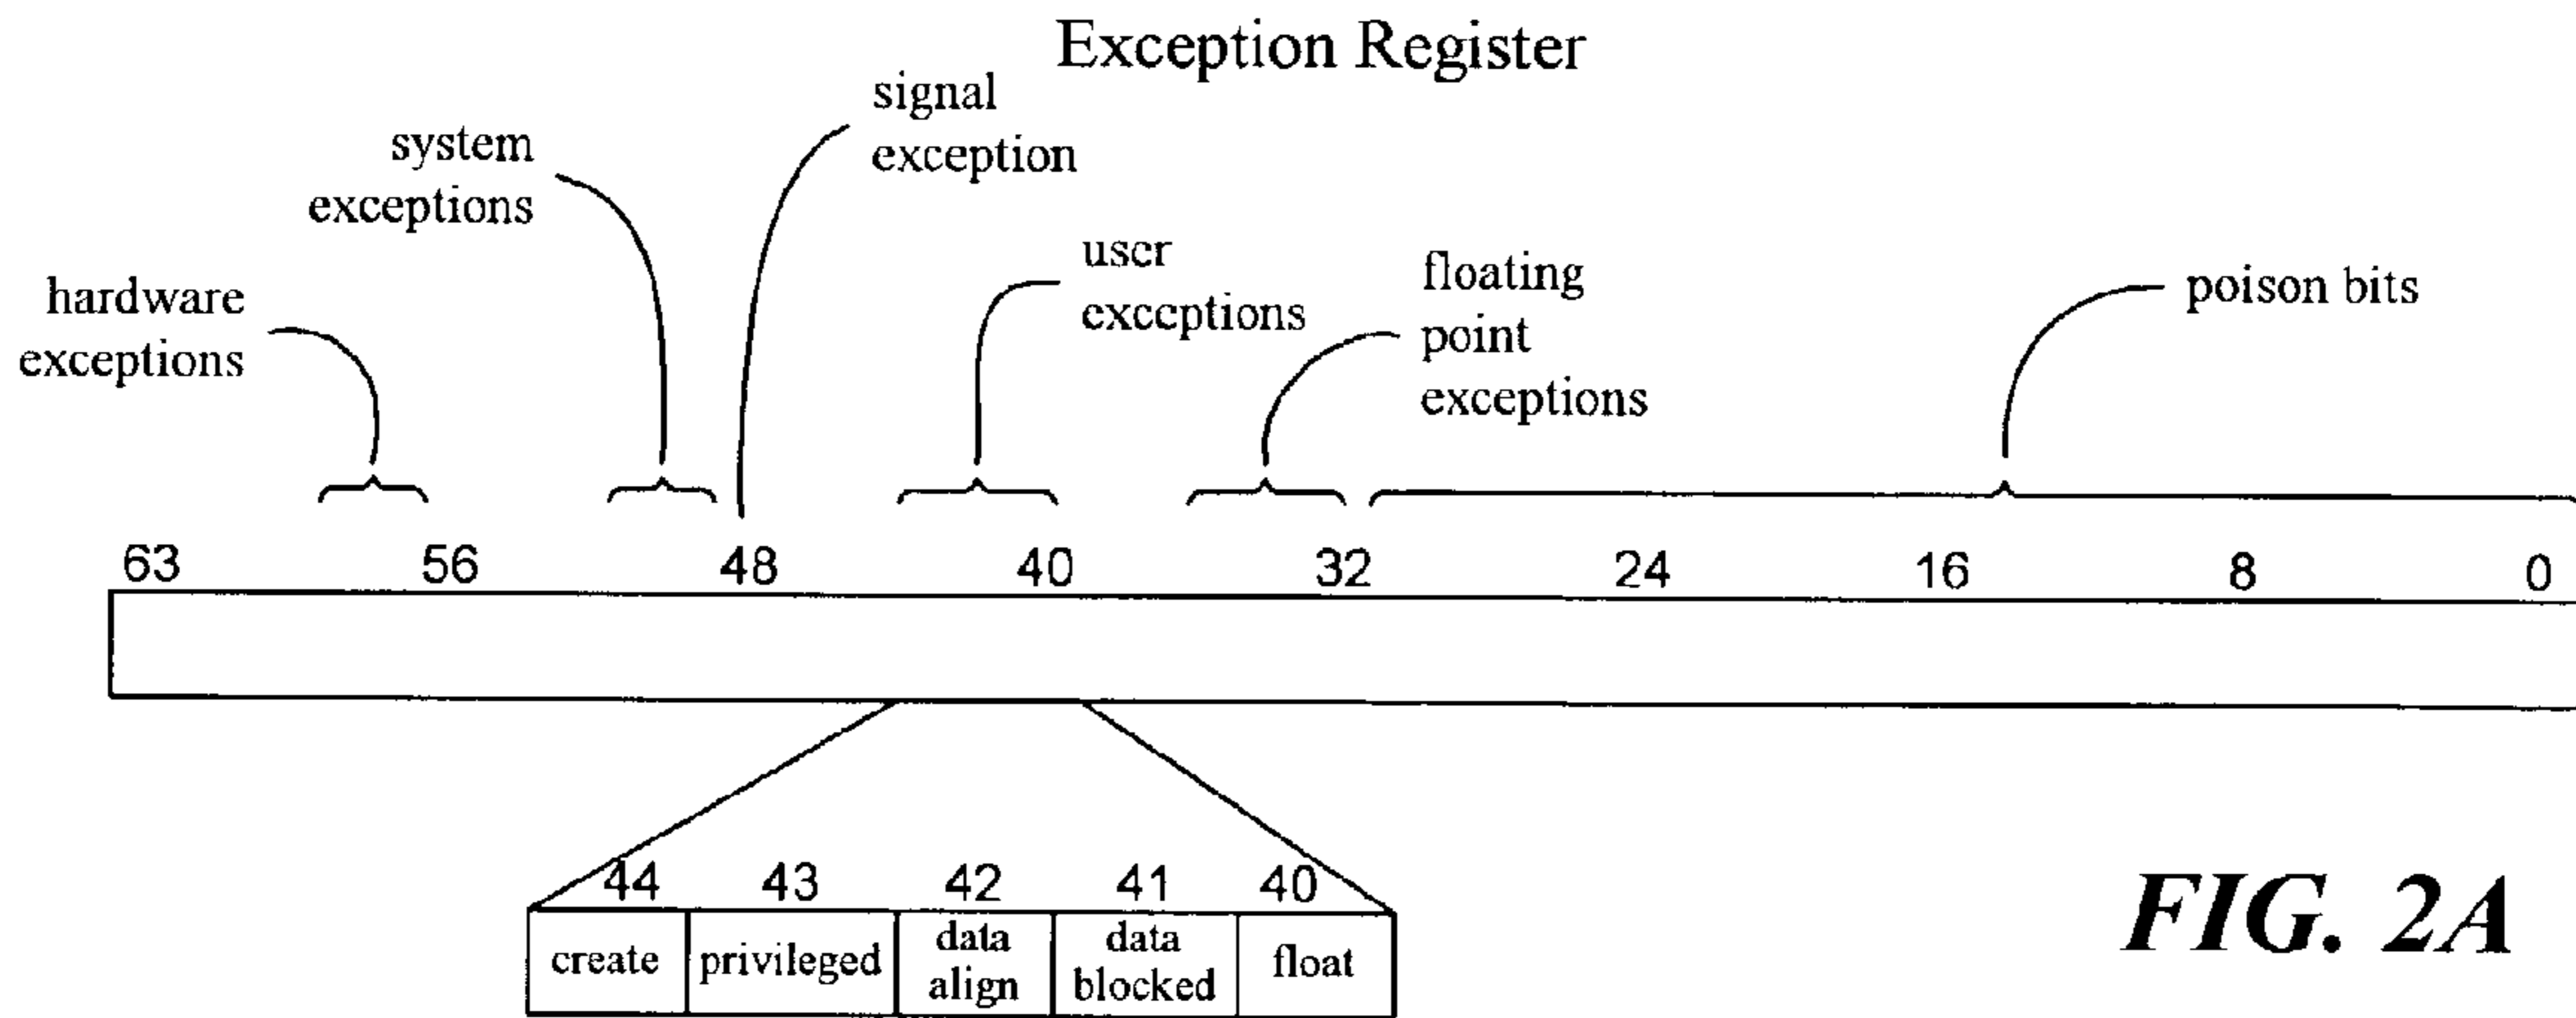 Exception Register
signal
exception
system
exceptions
user
exceptions
floating
point
exceptions
poison bits
hardware
exceptions
63 56 48 40 32 24 16 8 0
44 43 42 41 40
create privileged data align data blocked float
FIG. 2A